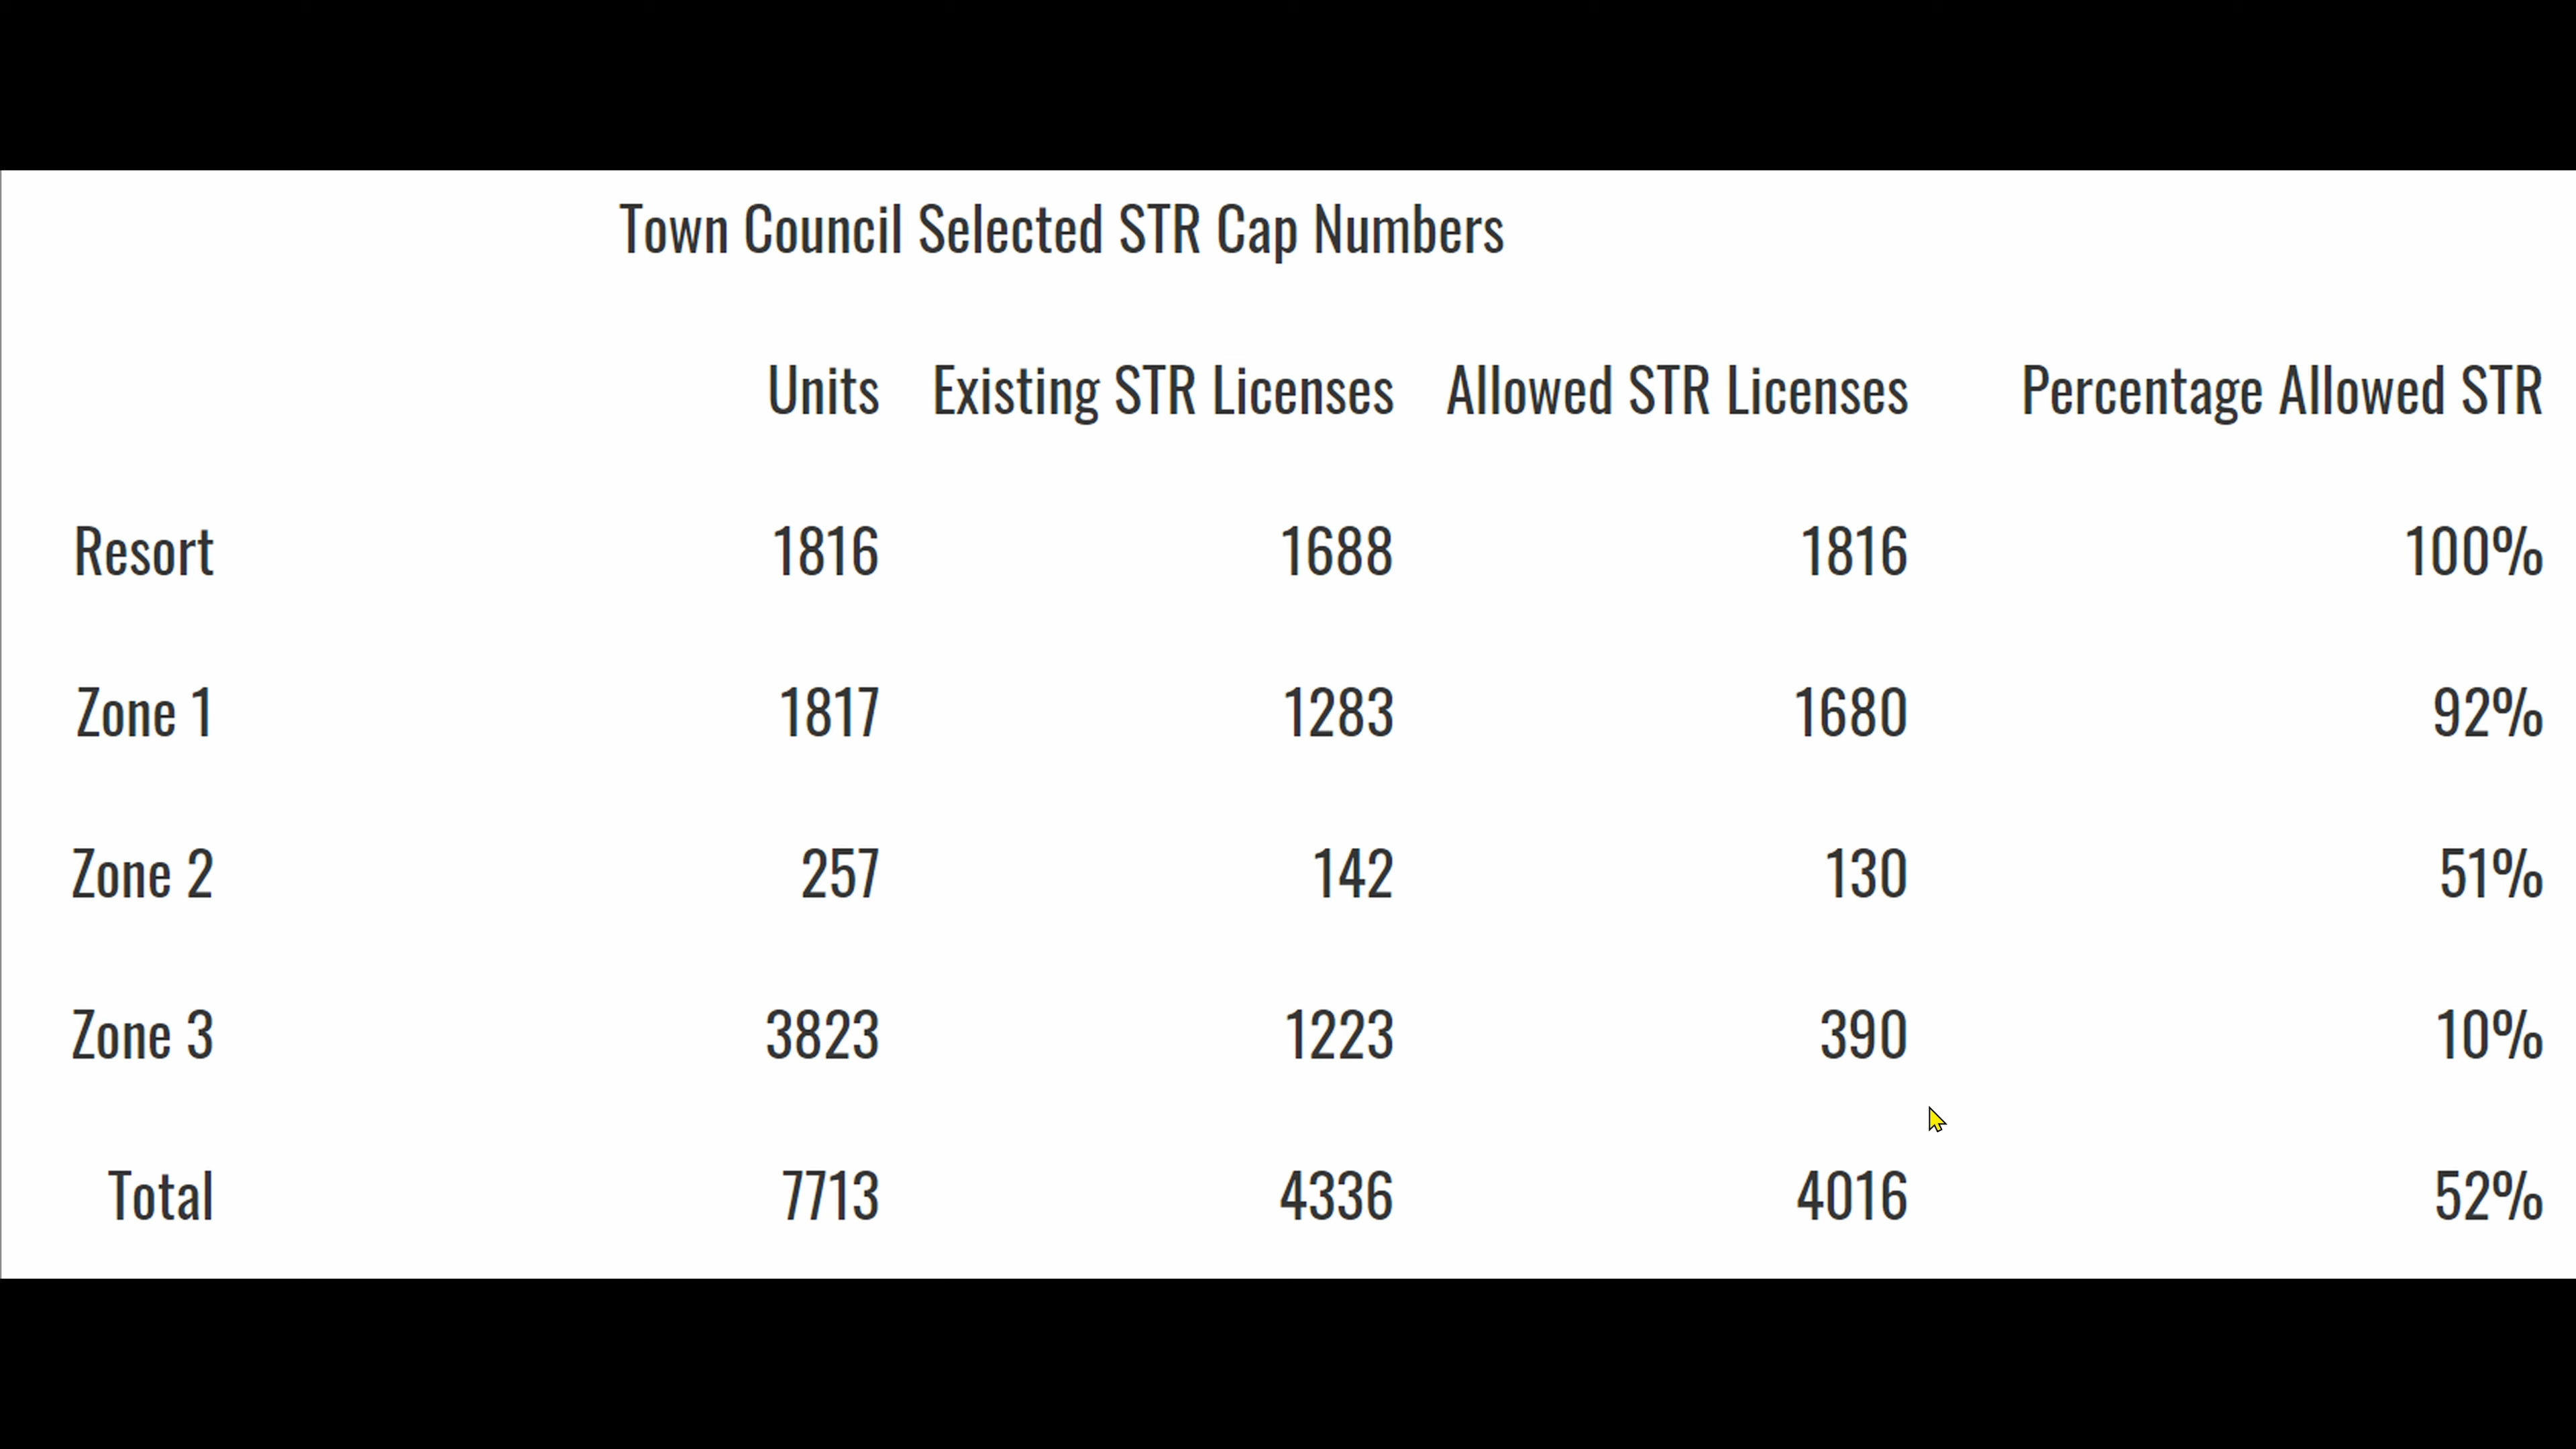 Town Council Selected STR Cap Numbers
Units Existing STR Licenses Allowed STR Licenses Percentage Allowed STR
Resort 1816 1688 1816 100%
Zone 1 1817 1283 1680 92%
Zone 2 257 142 130 51%
Zone 3 3823 1223 390 10%
Total 7713 4336 4016 52%